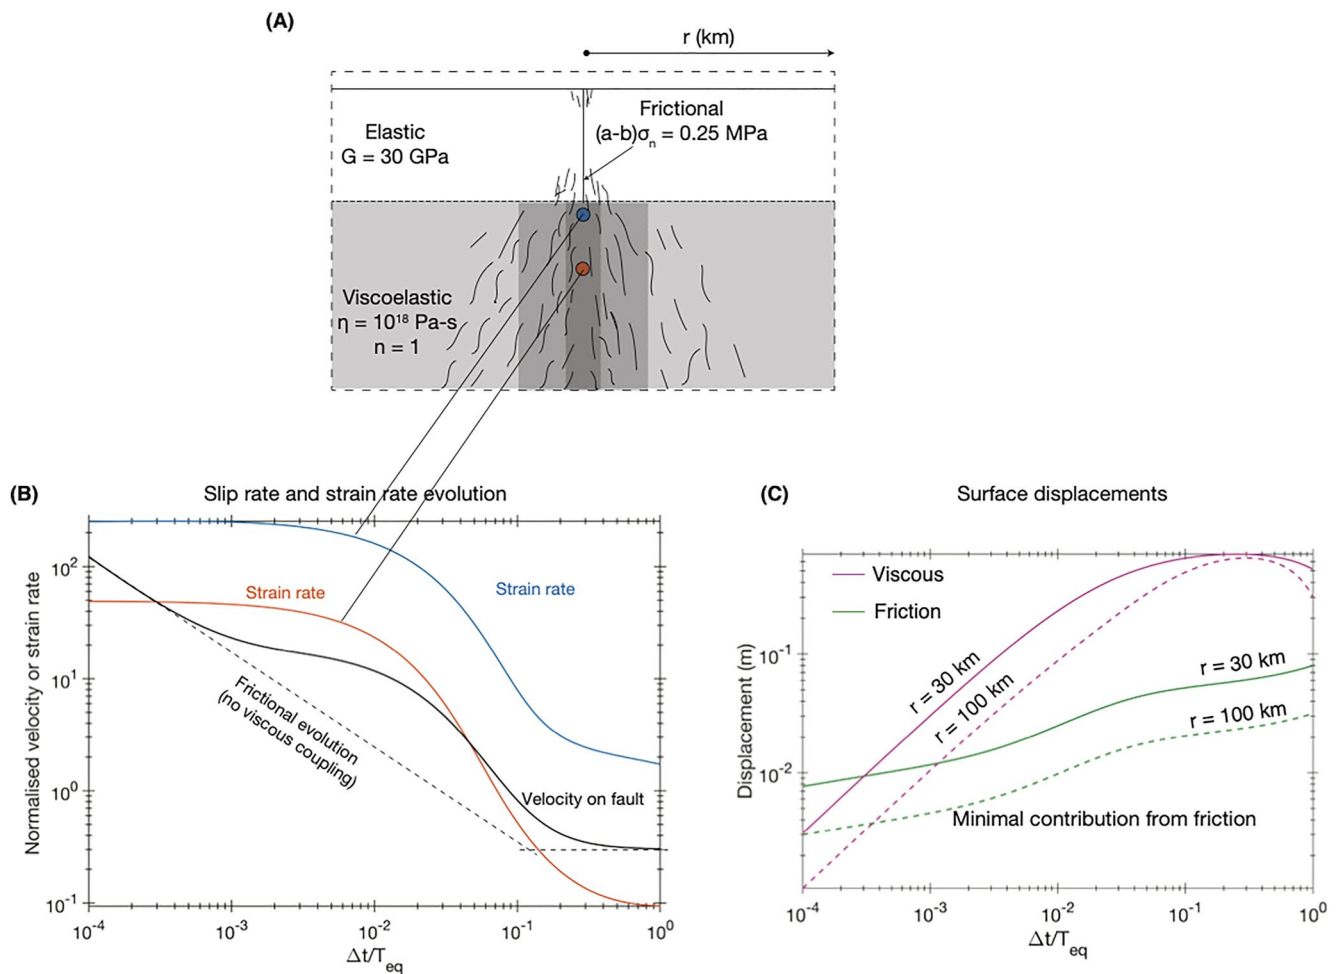 (A)
r (km)
Frictional
(a-b)σn = 0.25 MPa
Elastic
G = 30 GPa
Viscoelastic
η = 10¹⁸ Pa-s
n = 1
(B)
Slip rate and strain rate evolution
Normalised velocity or strain rate
10²
10¹
10⁰
10⁻¹
Strain rate
Strain rate
Frictional evolution
(no viscous coupling)
Velocity on fault
10⁻⁴ 10⁻³ 10⁻² 10⁻¹ 10⁰
Δt/Teq
(C)
Surface displacements
Viscous
Friction
Displacement (m)
10⁻¹
10⁻²
r = 30 km
r = 100 km
r = 30 km
r = 100 km
Minimal contribution from friction
10⁻⁴ 10⁻³ 10⁻² 10⁻¹ 10⁰
Δt/Teq